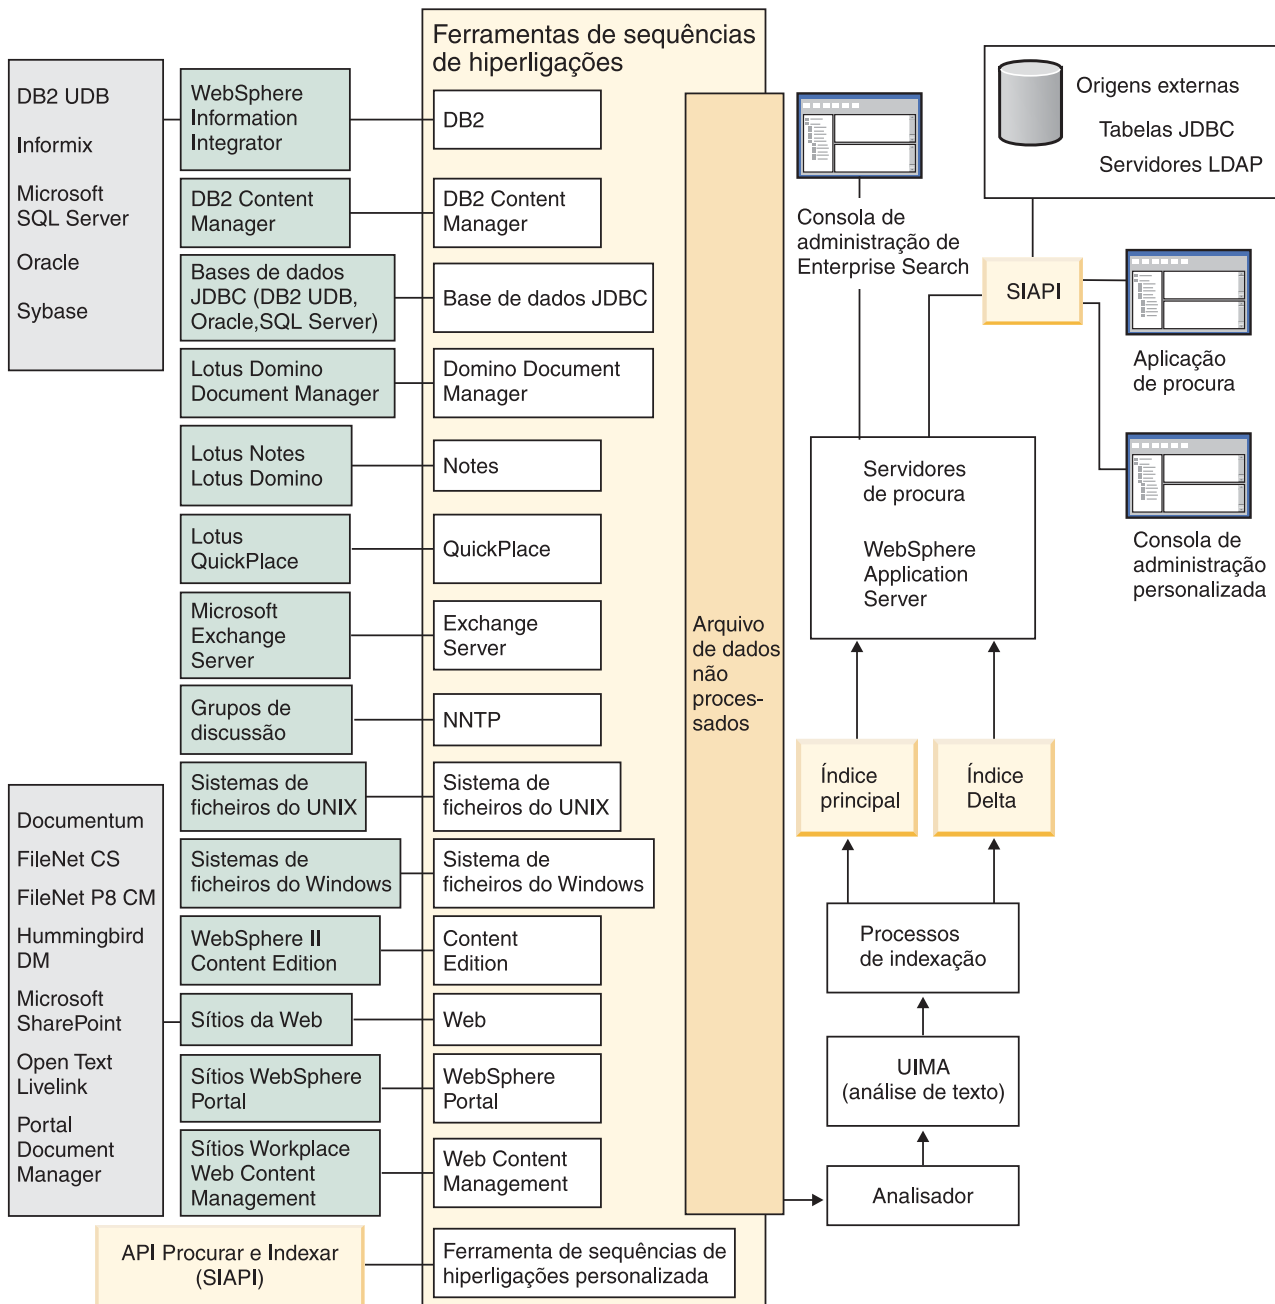 Ferramentas de sequências
de hiperligações
DB2 UDB
Informix
Microsoft
SQL Server
Oracle
Sybase
WebSphere
Information
Integrator
DB2
DB2 Content
Manager
DB2 Content
Manager
Bases de dados
JDBC (DB2 UDB,
Oracle,SQL Server)
Base de dados JDBC
Lotus Domino
Document Manager
Domino Document
Manager
Lotus Notes
Lotus Domino
Notes
Lotus
QuickPlace
QuickPlace
Microsoft
Exchange
Server
Exchange
Server
Grupos de
discussão
NNTP
Sistemas de
ficheiros do UNIX
Sistema de
ficheiros do UNIX
Documentum
FileNet CS
FileNet P8 CM
Hummingbird
DM
Microsoft
SharePoint
Open Text
Livelink
Portal
Document
Manager
Sistemas de
ficheiros do Windows
Sistema de
ficheiros do Windows
WebSphere II
Content Edition
Content
Edition
Sítios da Web
Web
Sítios WebSphere
Portal
WebSphere
Portal
Sítios Workplace
Web Content
Management
Web Content
Management
API Procurar e Indexar
(SIAPI)
Ferramenta de sequências de
hiperligações personalizada
Arquivo
de dados
não
proces-
sados
Consola de
administração de
Enterprise Search
Origens externas
Tabelas JDBC
Servidores LDAP
SIAPI
Aplicação
de procura
Consola de
administração
personalizada
Servidores
de procura
WebSphere
Application
Server
Índice
principal
Índice
Delta
Processos
de indexação
UIMA
(análise de texto)
Analisador